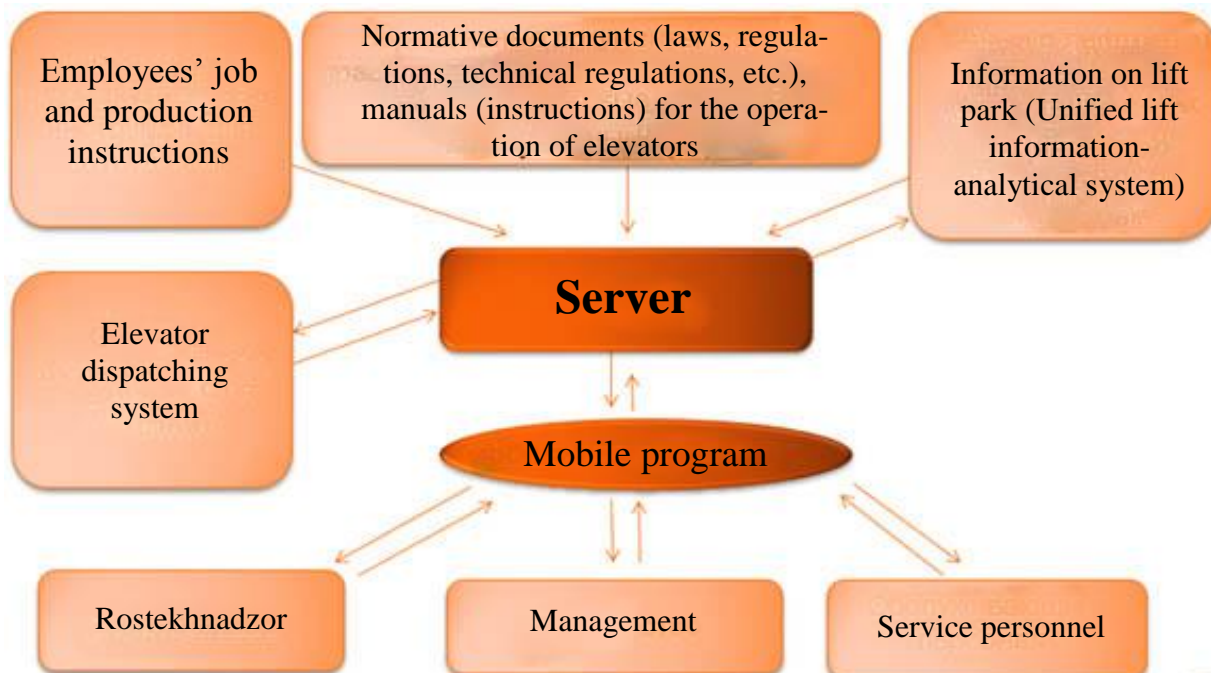 Employees’ job
and production
instructions
Normative documents (laws, regula-
tions, technical regulations, etc.),
manuals (instructions) for the opera-
tion of elevators
Information on lift
park (Unified lift
information-
analytical system)
Server
Elevator
dispatching
system
Mobile program
Rostekhnadzor
Management
Service personnel